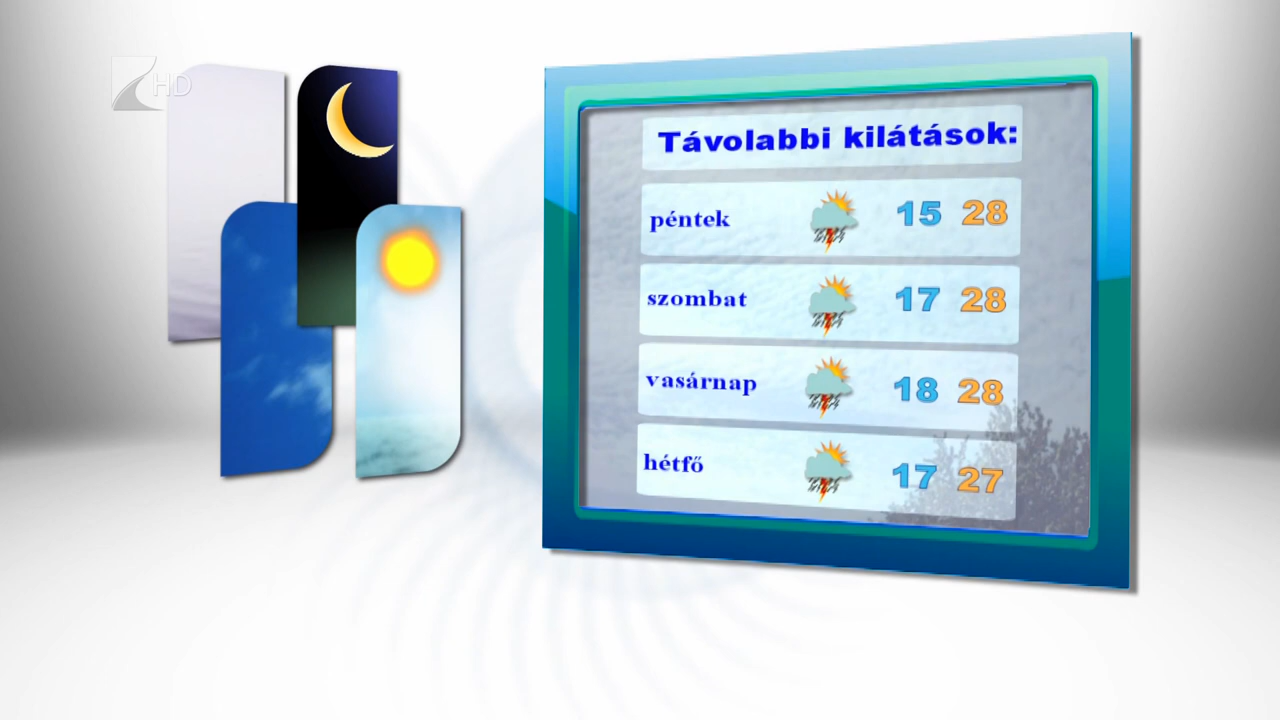 HD
Távolabbi kilátások:
péntek 15 28
szombat 17 28
vasárnap 18 28
hétfő 17 27